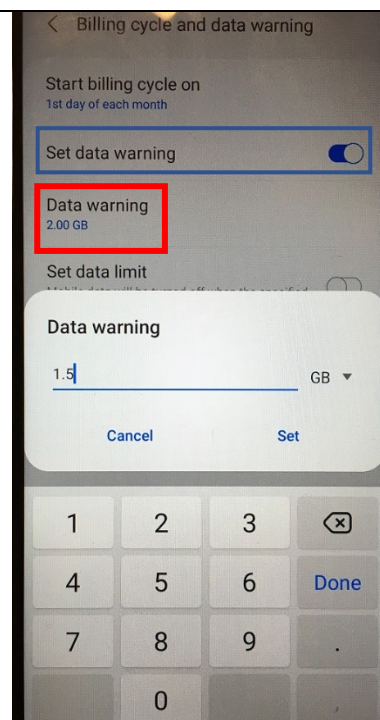 < Billing cycle and data warning
Start billing cycle on
1st day of each month
Set data warning
Data warning
2.00 GB
Set data limit
Data warning
1.5 GB
Cancel Set
1 2 3
4 5 6 Done
7 8 9 .
0 ,